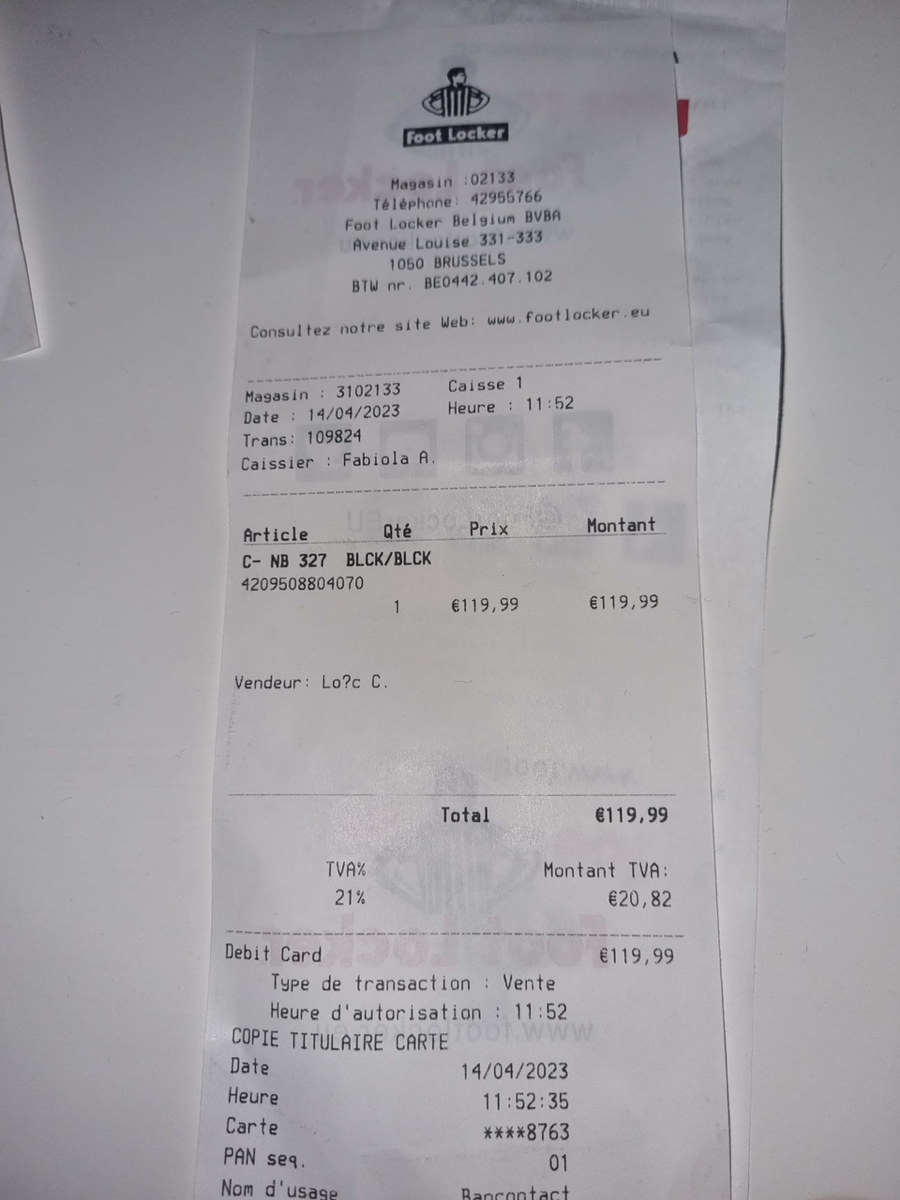 Foot Locker
Magasin :02133
Téléphone: 42955766
Foot Locker Belgium BVBA
Avenue Louise 331-333
1050 BRUSSELS
BTW nr. BE0442.407.102
Consultez notre site Web: www.footlocker.eu
Magasin : 3102133 Caisse 1
Date : 14/04/2023 Heure : 11:52
Trans: 109824
Caissier : Fabiola A.
Article Qté Prix Montant
C- NB 327 BLCK/BLCK
4209508804070
1 €119,99 €119,99
Vendeur: Lo?c C.
Total €119,99
TVA% Montant TVA:
21% €20,82
Debit Card €119,99
Type de transaction : Vente
Heure d'autorisation : 11:52
COPIE TITULAIRE CARTE
Date 14/04/2023
Heure 11:52:35
Carte ****8763
PAN seq. 01
Nom d'usage Bancontact